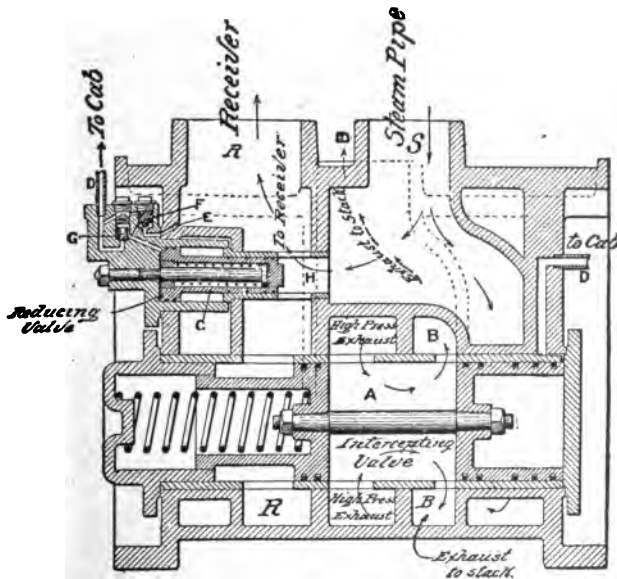 To Cab
Receiver
Steam Pipe
R
B
S
D
F
E
G
To Receiver
Exhaust
to Stack
H
to Cab
D
Reducing
Valve
C
High Press
Exhaust
B
A
Intercepting
Valve
R
High Press
Exhaust
B
Exhaust
to stack.